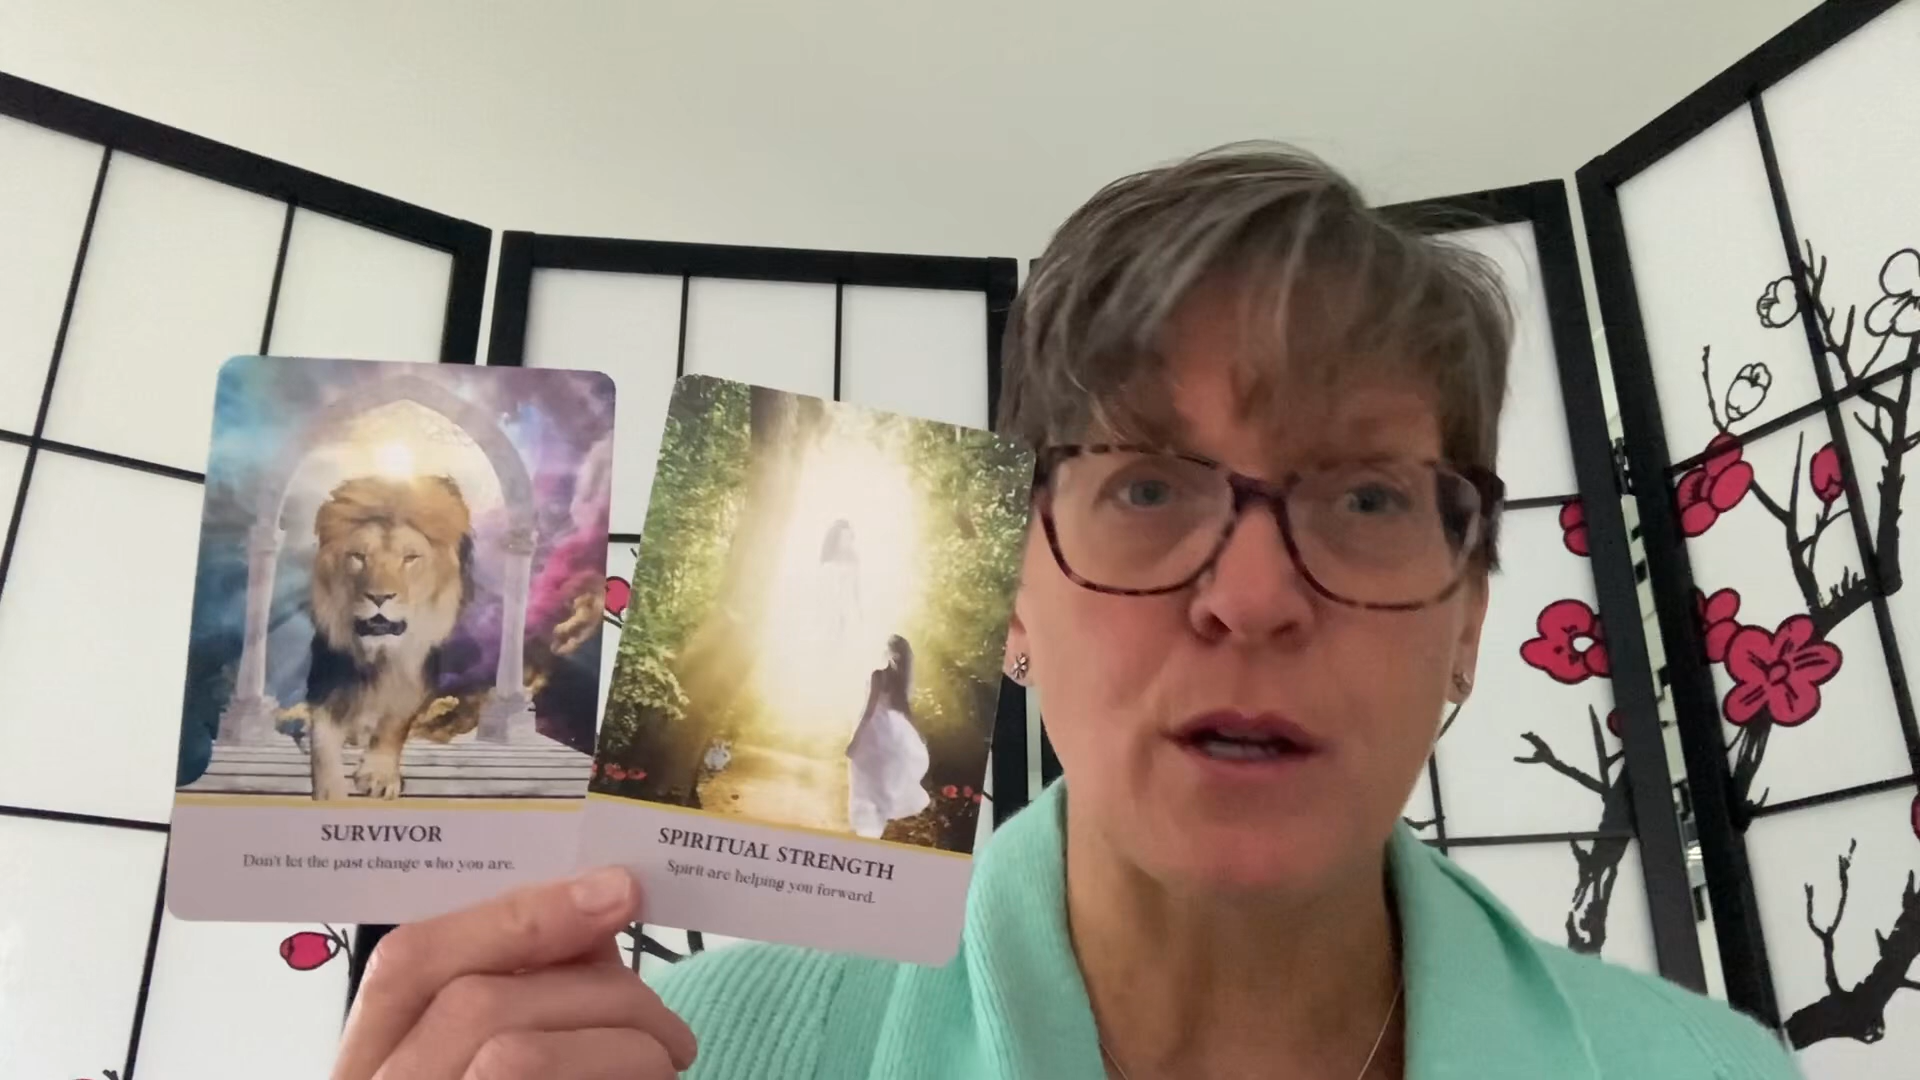 SURVIVOR
Don't let the past change who you are.
SPIRITUAL STRENGTH
Spirit are helping you forward.